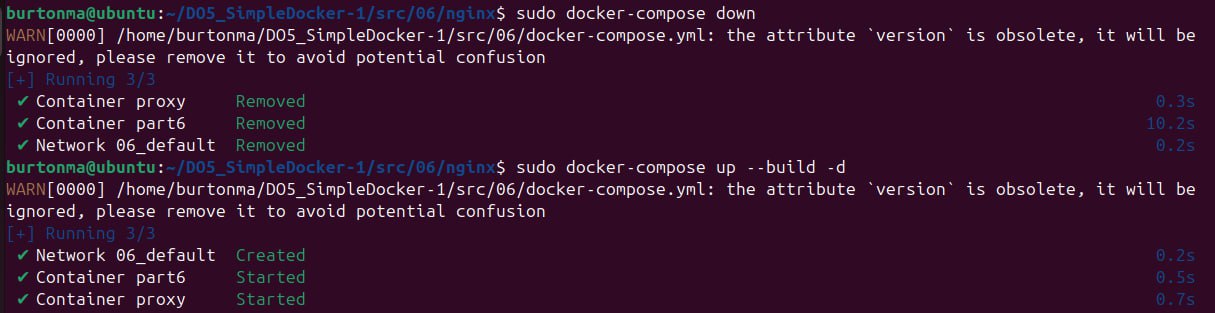 burtonma@ubuntu:~/DO5_SimpleDocker-1/src/06/nginx$ sudo docker-compose down
WARN[0000] /home/burtonma/DO5_SimpleDocker-1/src/06/docker-compose.yml: the attribute `version` is obsolete, it will be
ignored, please remove it to avoid potential confusion
[+] Running 3/3
✔ Container proxy Removed 0.3s
✔ Container part6 Removed 10.2s
✔ Network 06_default Removed 0.2s
burtonma@ubuntu:~/DO5_SimpleDocker-1/src/06/nginx$ sudo docker-compose up --build -d
WARN[0000] /home/burtonma/DO5_SimpleDocker-1/src/06/docker-compose.yml: the attribute `version` is obsolete, it will be
ignored, please remove it to avoid potential confusion
[+] Running 3/3
✔ Network 06_default Created 0.2s
✔ Container part6 Started 0.5s
✔ Container proxy Started 0.7s